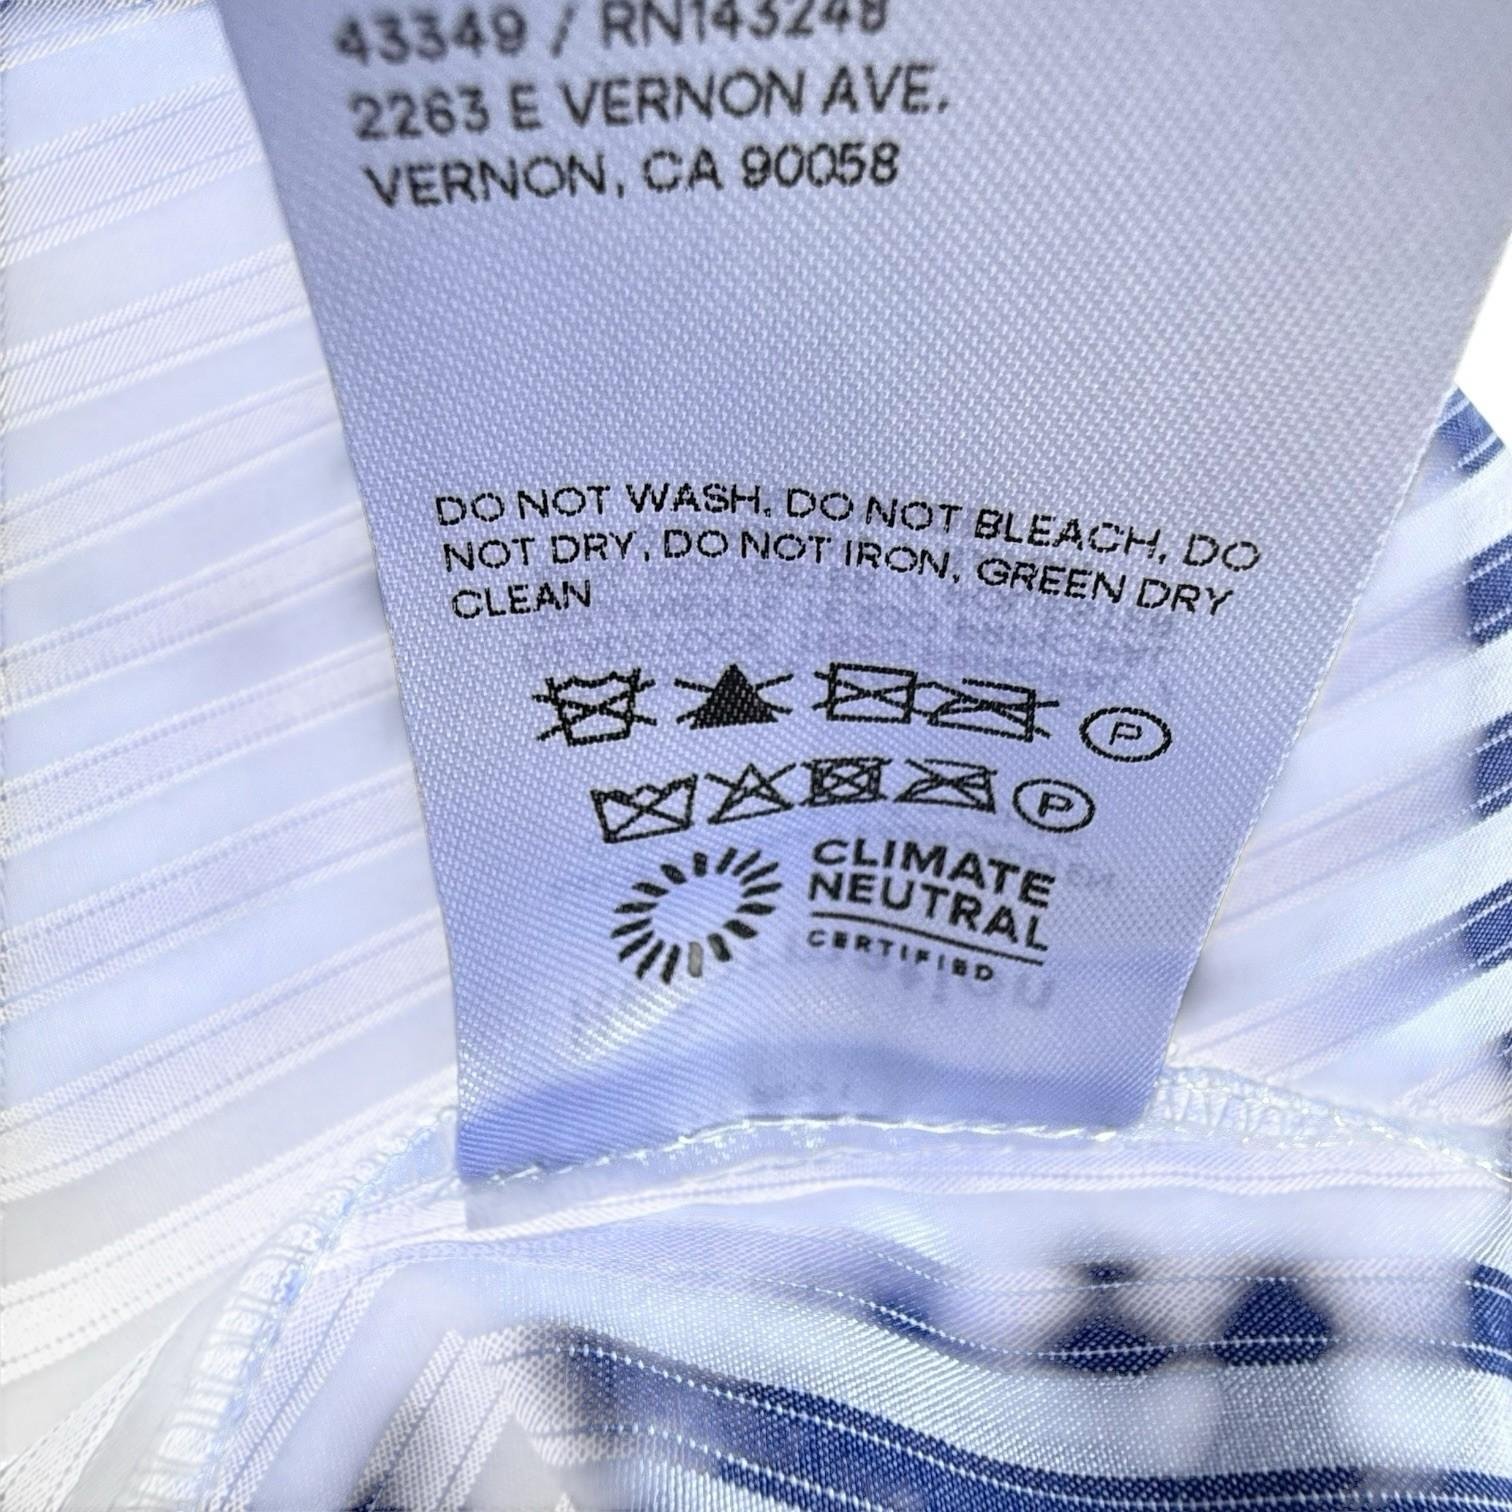 43349 / RN143248
2263 E VERNON AVE.
VERNON, CA 90058
DO NOT WASH, DO NOT BLEACH, DO
NOT DRY, DO NOT IRON, GREEN DRY
CLEAN
P
P
CLIMATE
NEUTRAL
CERTIFIED